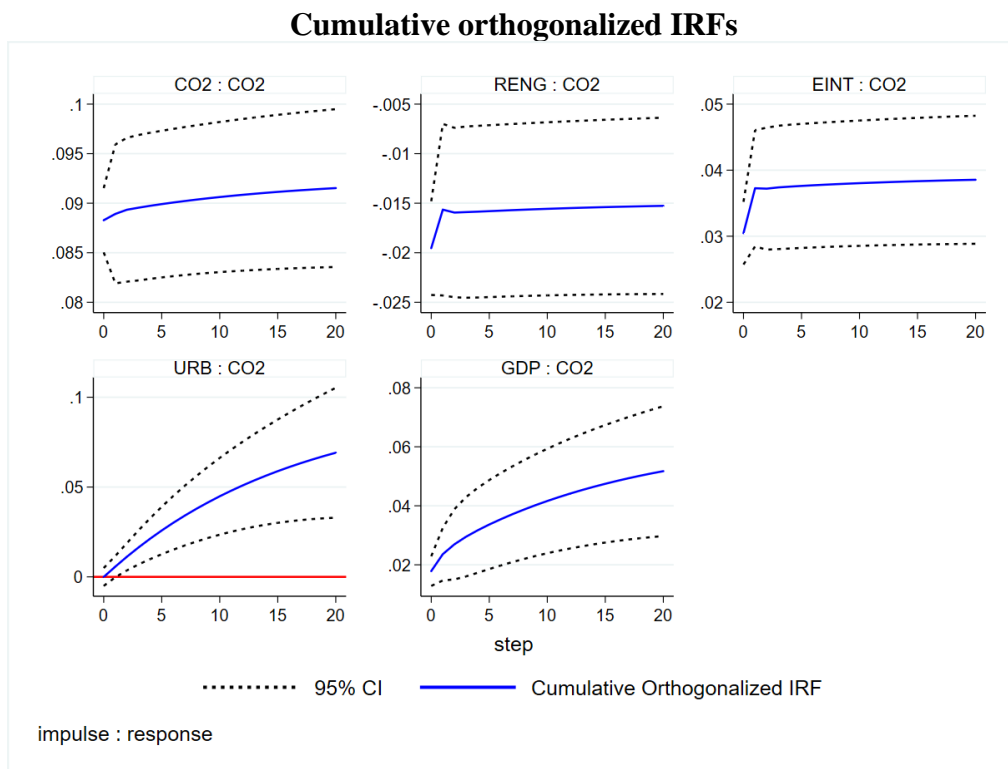 Cumulative orthogonalized IRFs
CO2 : CO2
.1
.095
.09
.085
.08
0 5 10 15 20
RENG : CO2
-.005
-.01
-.015
-.02
-.025
0 5 10 15 20
EINT : CO2
.05
.04
.03
.02
0 5 10 15 20
URB : CO2
.1
.05
0
0 5 10 15 20
GDP : CO2
.08
.06
.04
.02
0 5 10 15 20
step
95% CI
Cumulative Orthogonalized IRF
impulse : response